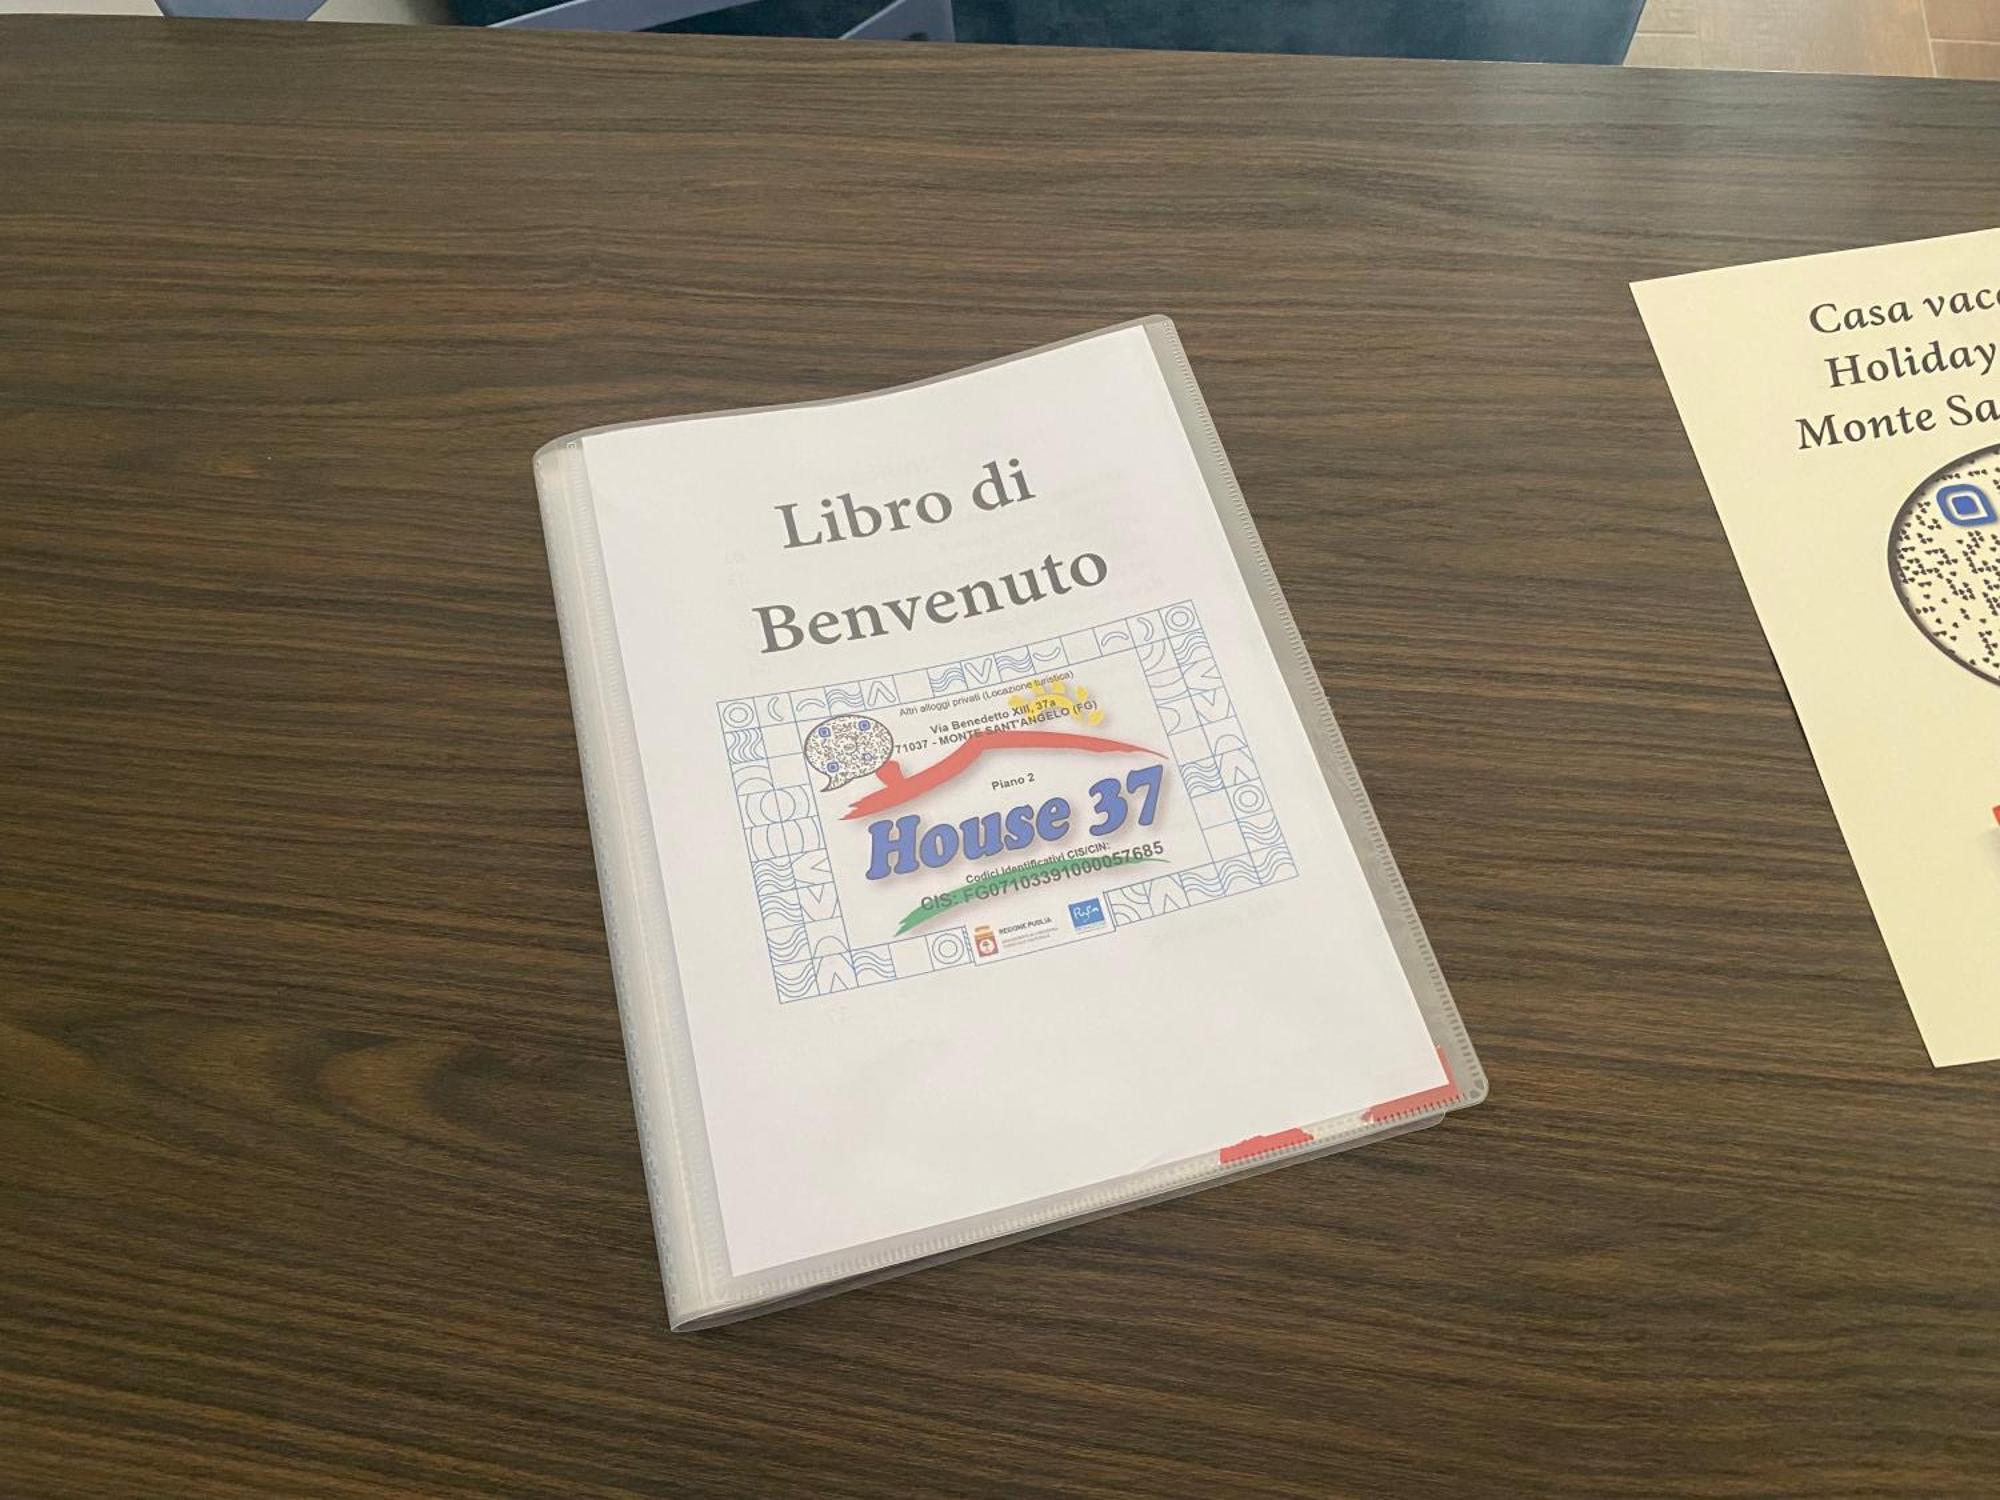 Libro di
Benvenuto
Altri alloggi privati (Locazione turistica)
Via Benedetto XIII, 37a
71037 - MONTE SANT'ANGELO (FG)
Piano 2
House 37
Codici Identificativi CIS/CIN:
CIS: FG07103391000057685
REGIONE PUGLIA
Casa vaca
Holiday
Monte Sa